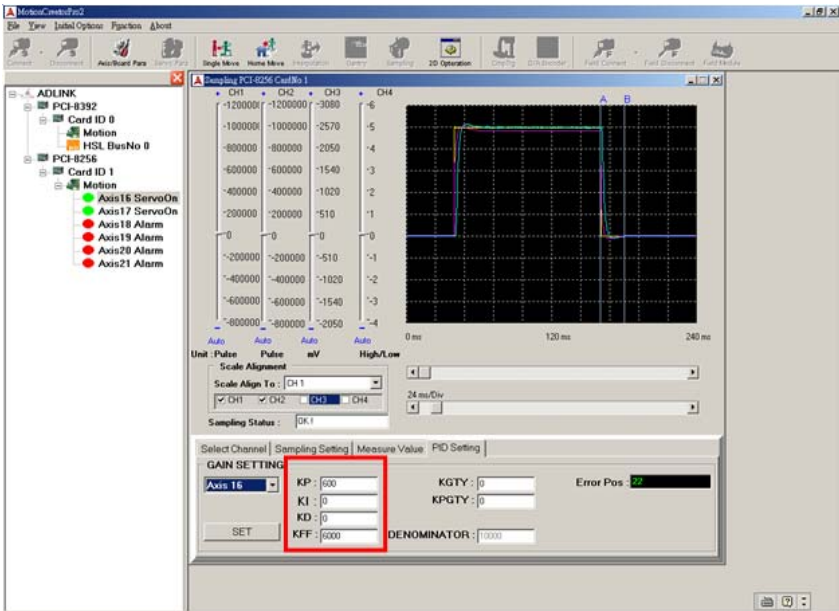 MotionCreatorPro2
File View Initial Options Function About
Connect Disconnect Axis/Board Para Servo Para Single Move Home Move Interpolation Gantry Sampling 2D Opteration CmpTrg Field Connect Field Disconnect Field Module
ADLINK
PCI-8392
Card ID 0
Motion
HSL BusNo 0
PCI-8256
Card ID 1
Motion
Axis16 ServoOn
Axis17 ServoOn
Axis18 Alarm
Axis19 Alarm
Axis20 Alarm
Axis21 Alarm
Sampling PCI-8256 CardNo 1
CH1 CH2 CH3 CH4
-1200000 -1200000 -3080 -6
-1000000 -1000000 -2570 -5
-800000 -800000 -2050 -4
-600000 -600000 -1540 -3
-400000 -400000 -1020 -2
-200000 -200000 -510 -1
0 0 0 0
-200000 -200000 -510 -1
-400000 -400000 -1020 -2
-600000 -600000 -1540 -3
-800000 -800000 -2050 -4
A B
Auto Auto Auto Auto
0 ms 120 ms 240 ms
Unit : Pulse Pulse mV High/Low
Scale Alignment
Scale Align To : CH 1
CH1 CH2 CH3 CH4
24 ms/Div
Sampling Status : OK !
Select Channel Sampling Setting Measure Value PID Setting
GAIN SETTING
Axis 16
SET
KP : 600
KI : 0
KD : 0
KFF : 6000
KGTY : 0
KPGTY : 0
DENOMINATOR : 10000
Error Pos : 22